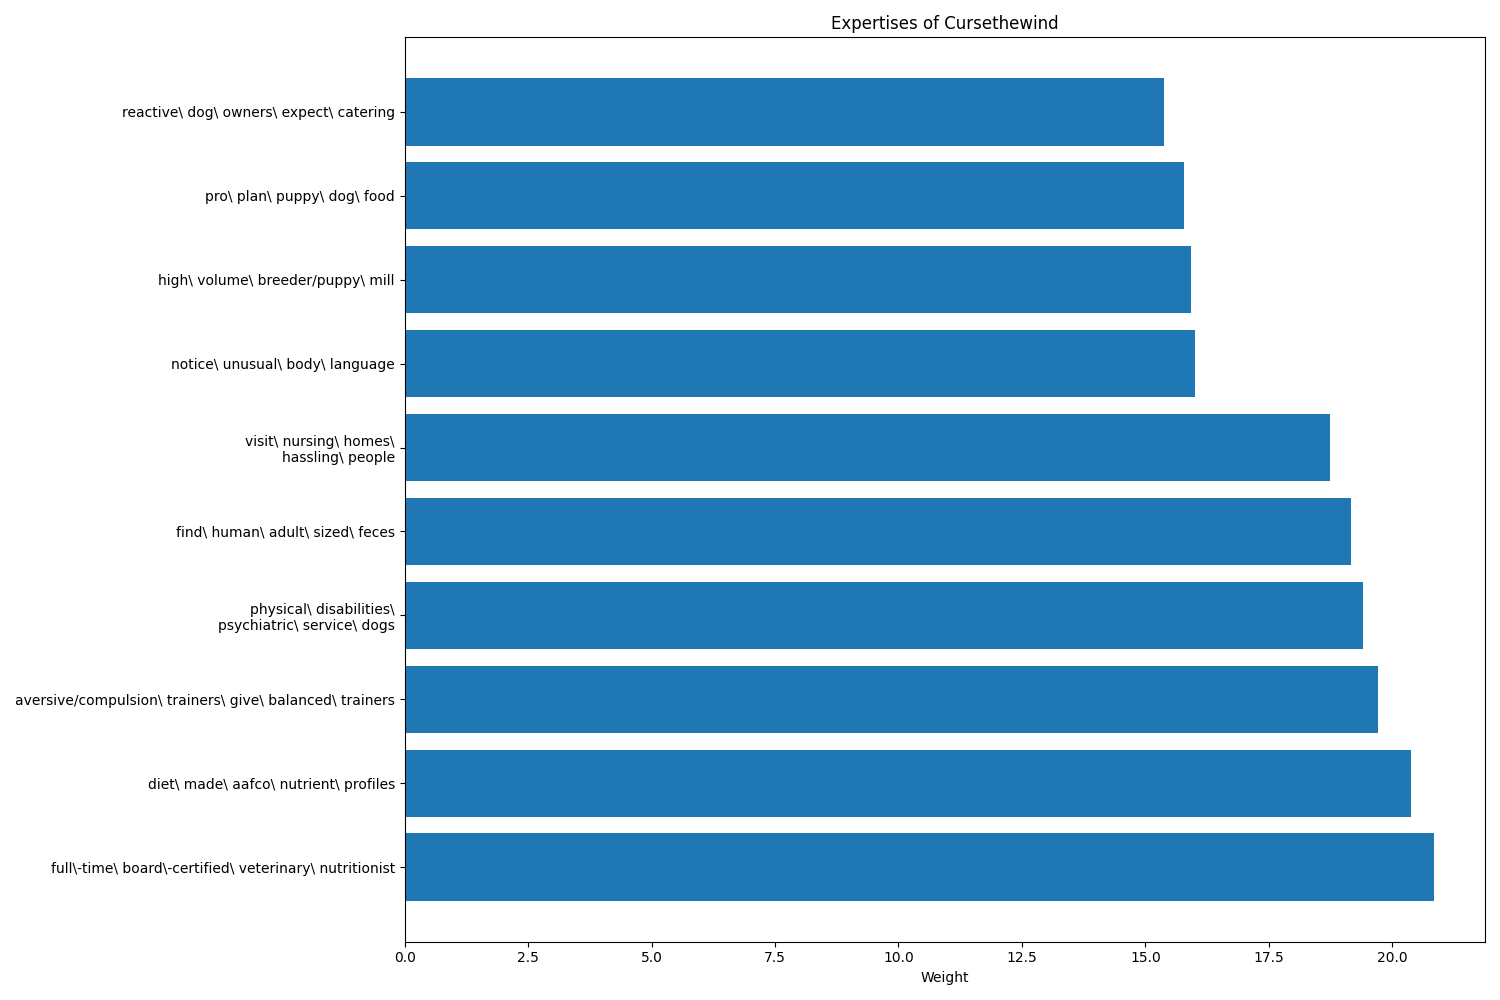 Expertises of Cursethewind
reactive\ dog\ owners\ expect\ catering
pro\ plan\ puppy\ dog\ food
high\ volume\ breeder/puppy\ mill
notice\ unusual\ body\ language
visit\ nursing\ homes\
hassling\ people
find\ human\ adult\ sized\ feces
physical\ disabilities\
psychiatric\ service\ dogs
aversive/compulsion\ trainers\ give\ balanced\ trainers
diet\ made\ aafco\ nutrient\ profiles
full\-time\ board\-certified\ veterinary\ nutritionist
0.0 2.5 5.0 7.5 10.0 12.5 15.0 17.5 20.0
Weight